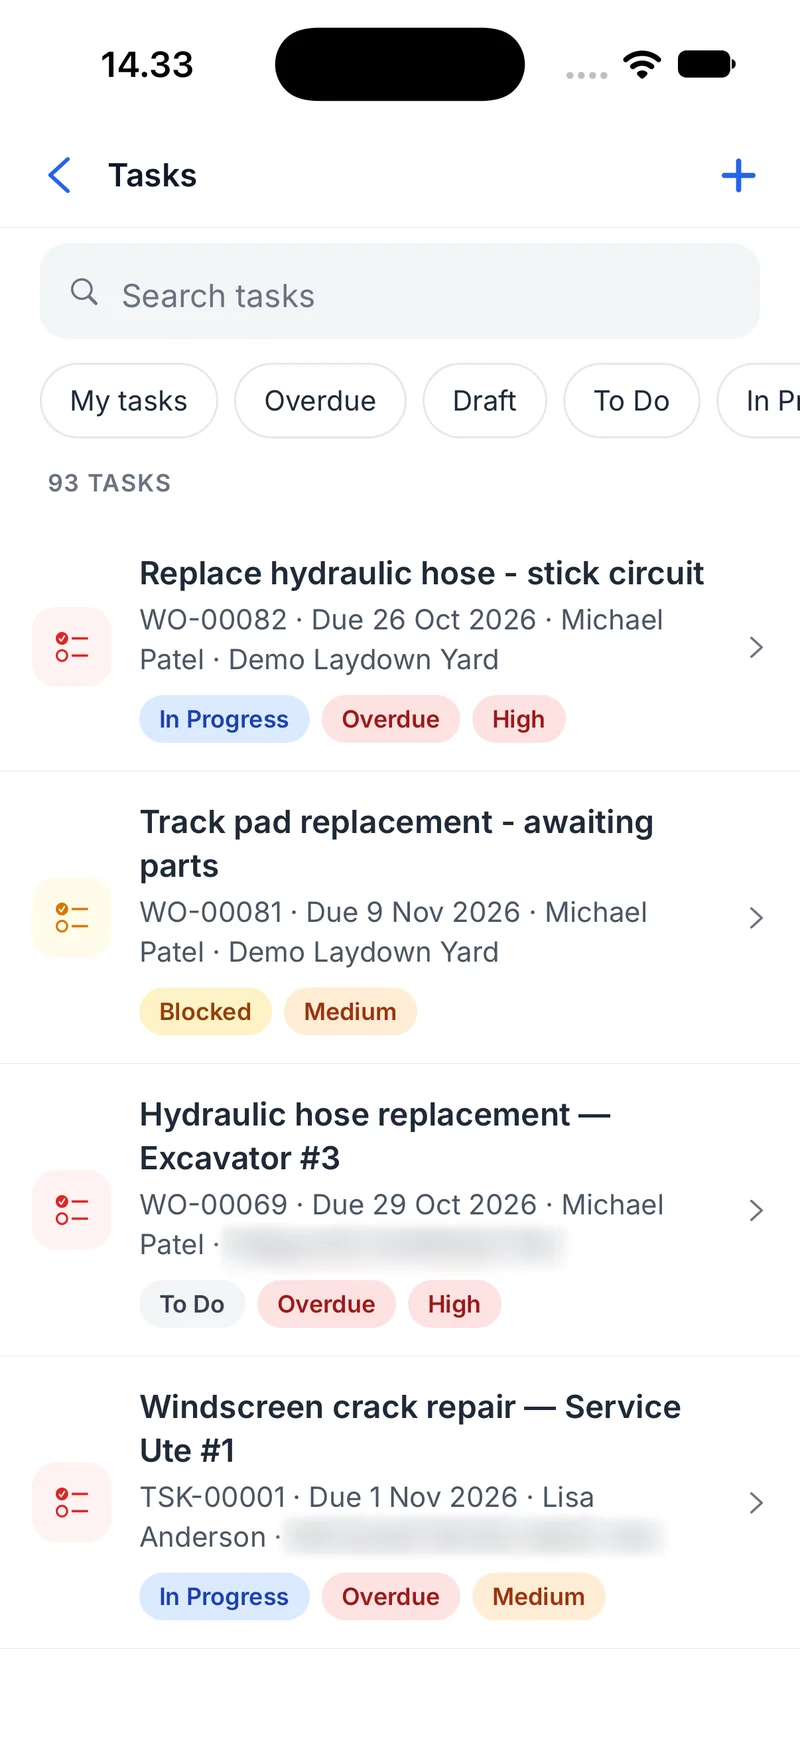 14.33
Tasks
Search tasks
My tasks
Overdue
Draft
To Do
In Pr
93 TASKS
Replace hydraulic hose - stick circuit
WO-00082 · Due 26 Oct 2026 · Michael
Patel · Demo Laydown Yard
In Progress
Overdue
High
Track pad replacement - awaiting
parts
WO-00081 · Due 9 Nov 2026 · Michael
Patel · Demo Laydown Yard
Blocked
Medium
Hydraulic hose replacement —
Excavator #3
WO-00069 · Due 29 Oct 2026 · Michael
Patel ·
To Do
Overdue
High
Windscreen crack repair — Service
Ute #1
TSK-00001 · Due 1 Nov 2026 · Lisa
Anderson ·
In Progress
Overdue
Medium